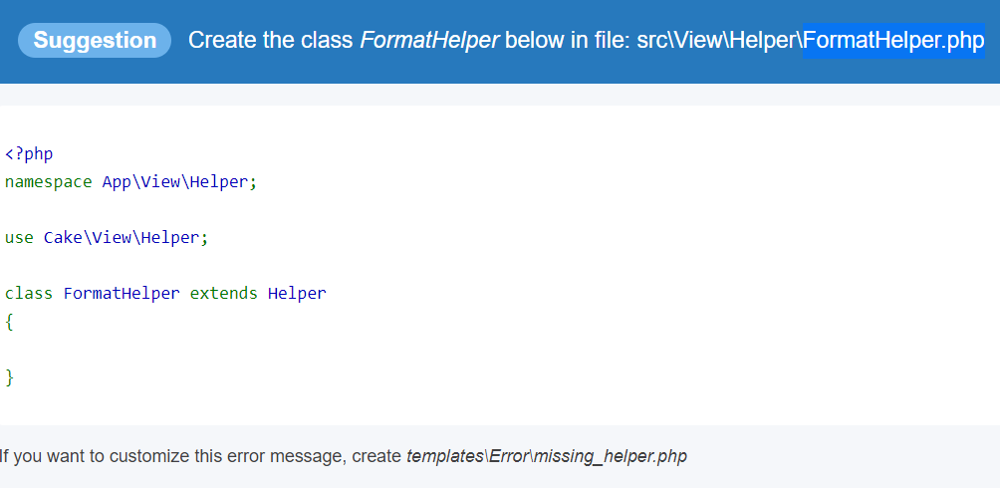 Suggestion Create the class FormatHelper below in file: src\View\Helper\FormatHelper.php
<?php
namespace App\View\Helper;
use Cake\View\Helper;
class FormatHelper extends Helper
{
}
If you want to customize this error message, create templates\Error\missing_helper.php